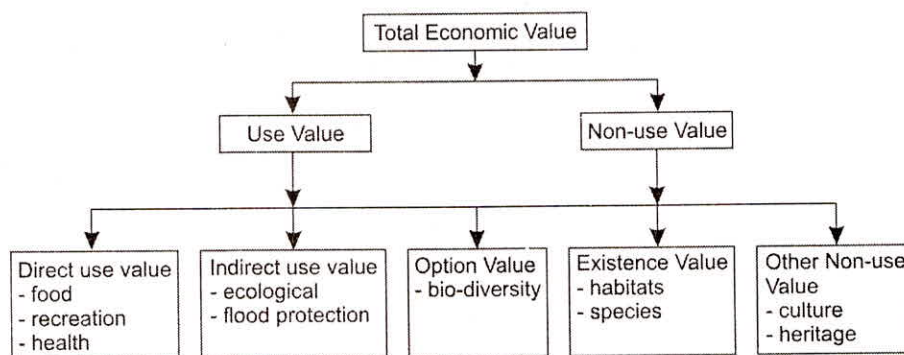 Total Economic Value
Use Value
Non-use Value
Direct use value
- food
- recreation
- health
Indirect use value
- ecological
- flood protection
Option Value
- bio-diversity
Existence Value
- habitats
- species
Other Non-use
Value
- culture
- heritage